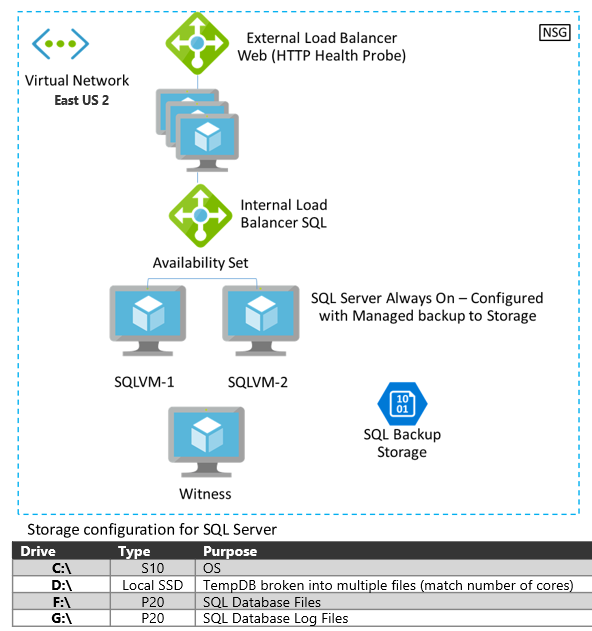 External Load Balancer
Web (HTTP Health Probe)
NSG
Virtual Network
East US 2
Internal Load
Balancer SQL
Availability Set
SQL Server Always On – Configured
with Managed backup to Storage
SQLVM-1
SQLVM-2
10
01
SQL Backup
Storage
Witness
Storage configuration for SQL Server
Drive Type Purpose
C:\ S10 OS
D:\ Local SSD TempDB broken into multiple files (match number of cores)
F:\ P20 SQL Database Files
G:\ P20 SQL Database Log Files